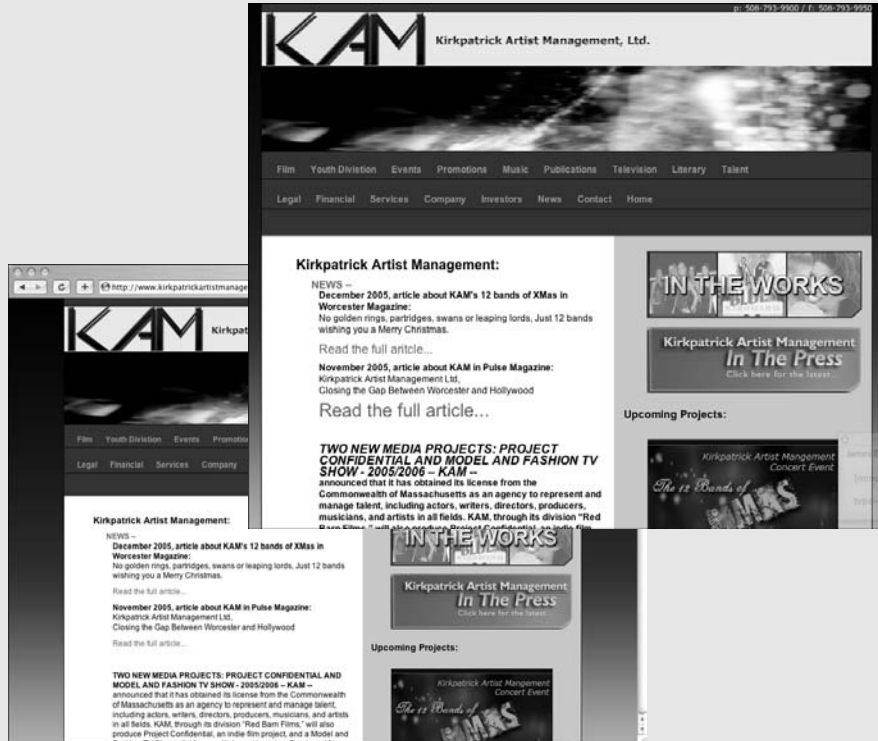 p: 508-793-9900 / f: 508-793-9950
KAM
Kirkpatrick Artist Management, Ltd.
Film Youth Divistion Events Promotions Music Publications Television Literary Talent
Legal Financial Services Company Investors News Contact Home
Kirkpatrick Artist Management:
NEWS –
December 2005, article about KAM's 12 bands of XMas in
Worcester Magazine:
No golden rings, partridges, swans or leaping lords, Just 12 bands
wishing you a Merry Christmas.
Read the full aritcle...
November 2005, article about KAM in Pulse Magazine:
Kirkpatrick Artist Management Ltd,
Closing the Gap Between Worcester and Hollywood
Read the full article...
TWO NEW MEDIA PROJECTS: PROJECT
CONFIDENTIAL AND MODEL AND FASHION TV
SHOW - 2005/2006 – KAM --
announced that it has obtained its license from the
Commonwealth of Massachusetts as an agency to represent and
manage talent, including actors, writers, directors, producers,
musicians, and artists in all fields. KAM, through its division "Red
Barn Films," will also produce Project Confidential, an indie film
IN THE WORKS
Kirkpatrick Artist Management
In The Press
Click here for the latest...
Upcoming Projects:
Kirkpatrick Artist Mangement
Concert Event
The 12 Bands of
XMAS
http://www.kirkpatrickartistmanage
KAM
Kirkpat
Film Youth Divistion Events Promotio
Legal Financial Services Company
Kirkpatrick Artist Management:
NEWS –
December 2005, article about KAM's 12 bands of XMas in
Worcester Magazine:
No golden rings, partridges, swans or leaping lords, Just 12 bands
wishing you a Merry Christmas.
Read the full aritcle...
November 2005, article about KAM in Pulse Magazine:
Kirkpatrick Artist Management Ltd,
Closing the Gap Between Worcester and Hollywood
Read the full article...
TWO NEW MEDIA PROJECTS: PROJECT CONFIDENTIAL AND
MODEL AND FASHION TV SHOW - 2005/2006 – KAM --
announced that it has obtained its license from the Commonwealth
of Massachusetts as an agency to represent and manage talent,
including actors, writers, directors, producers, musicians, and artists
in all fields. KAM, through its division "Red Barn Films," will also
produce Project Confidential, an indie film project, and a Model and
IN THE WORKS
Kirkpatrick Artist Management
In The Press
Click here for the latest...
Upcoming Projects:
Kirkpatrick Artist Mangement
Concert Event
The 12 Bands of
XMAS